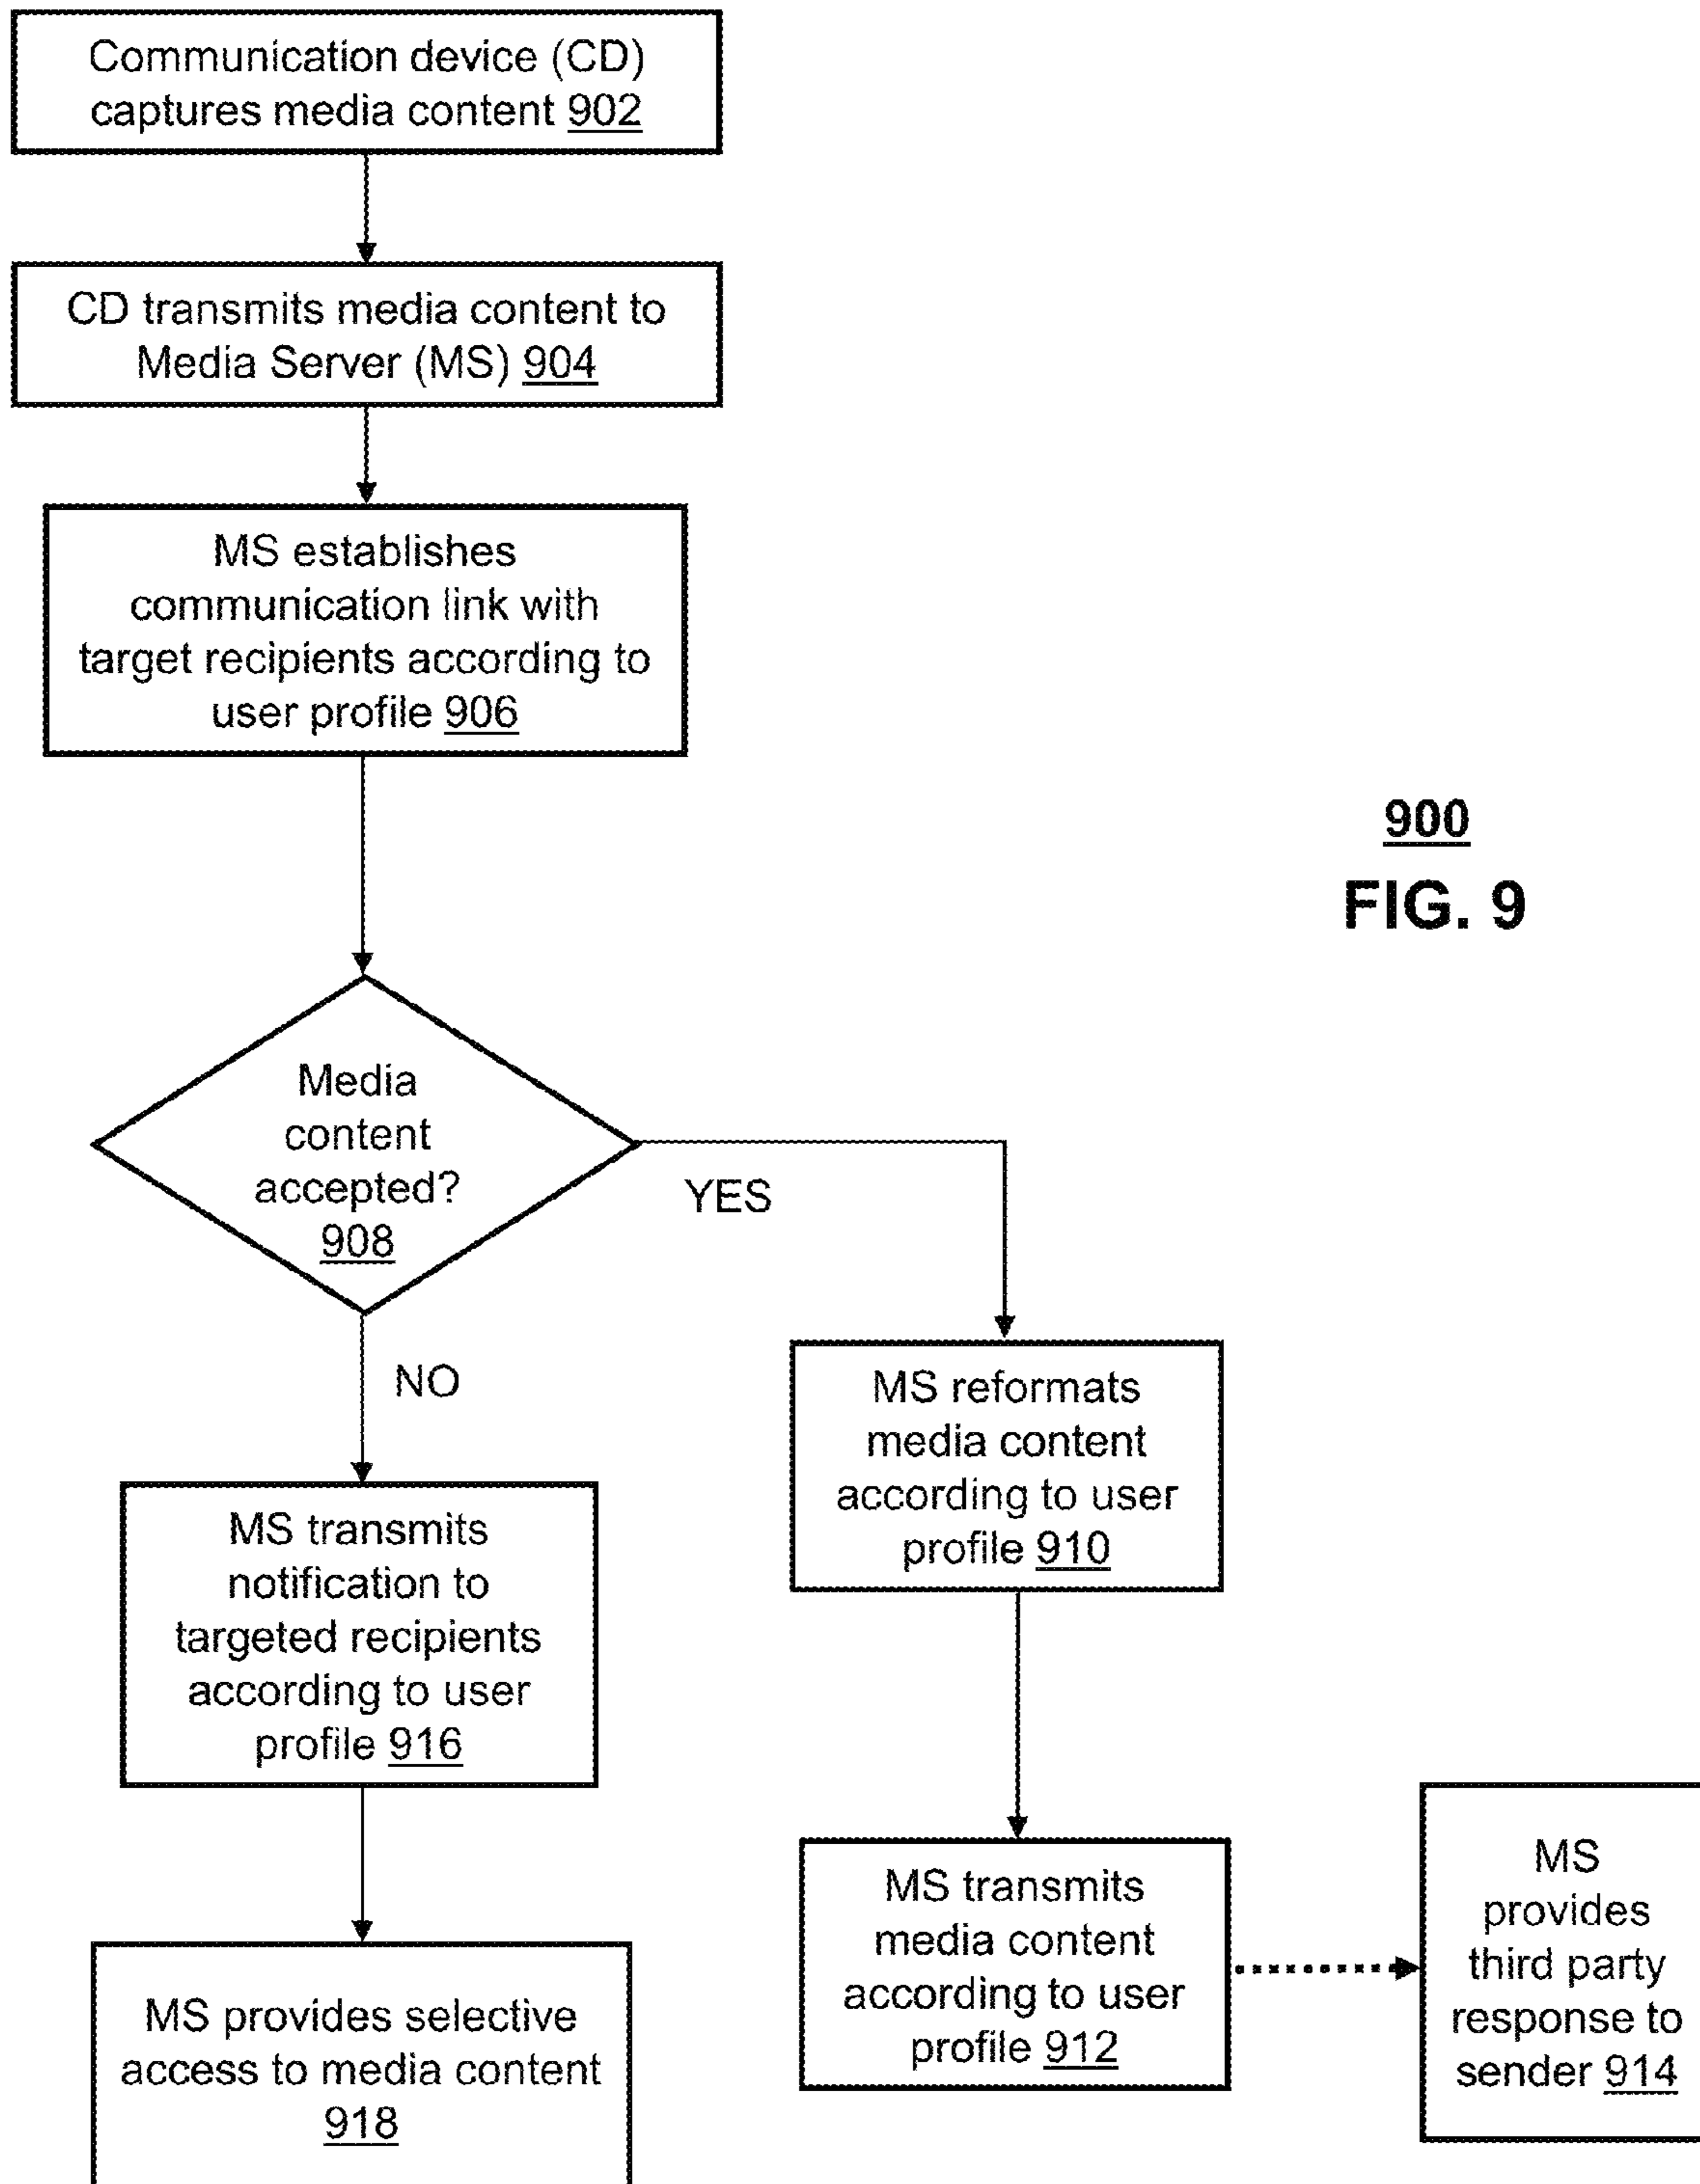 Communication device (CD)
captures media content 902
CD transmits media content to
Media Server (MS) 904
MS establishes
communication link with
target recipients according to
user profile 906
900
FIG. 9
Media
content
accepted?
908
YES
NO
MS reformats
media content
according to user
profile 910
MS transmits
notification to
targeted recipients
according to user
profile 916
MS transmits
media content
according to user
profile 912
MS
provides
third party
response to
sender 914
MS provides selective
access to media content
918